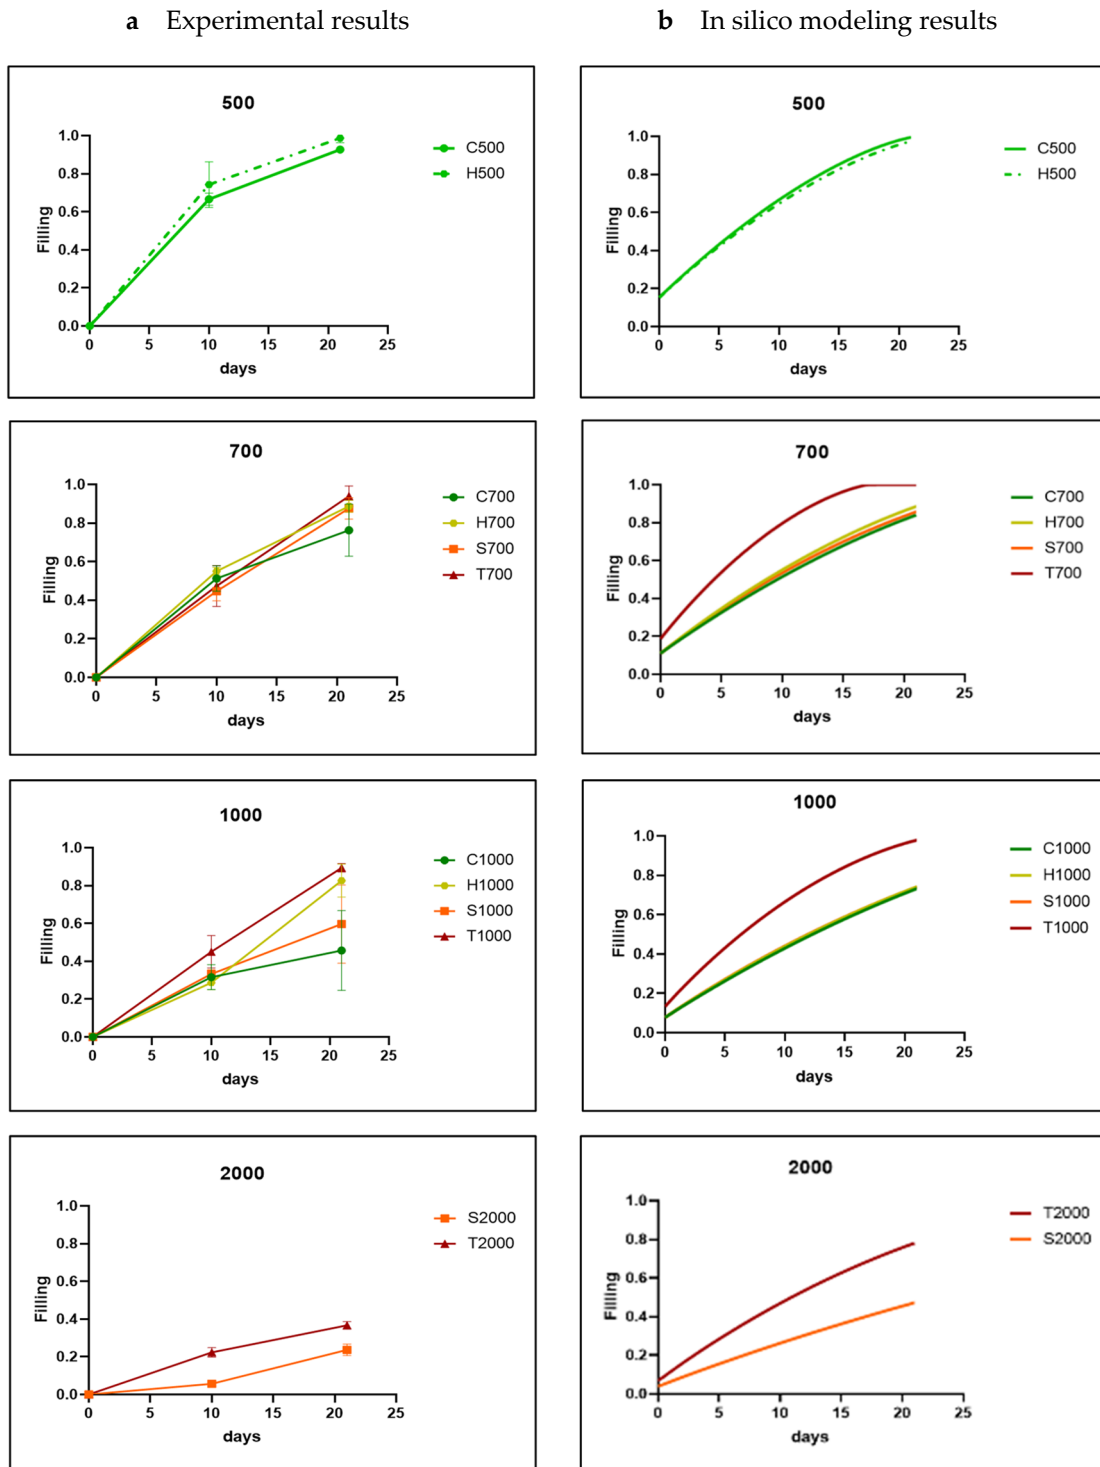 a Experimental results
b In silico modeling results
500
1.0
0.8
0.6
0.4
0.2
0.0
Filling
0 5 10 15 20 25
days
C500
H500
500
1.0
0.8
0.6
0.4
0.2
0.0
Filling
0 5 10 15 20 25
days
C500
H500
700
1.0
0.8
0.6
0.4
0.2
0.0
Filling
0 5 10 15 20 25
days
C700
H700
S700
T700
700
1.0
0.8
0.6
0.4
0.2
0.0
Filling
0 5 10 15 20 25
days
C700
H700
S700
T700
1000
1.0
0.8
0.6
0.4
0.2
0.0
Filling
0 5 10 15 20 25
days
C1000
H1000
S1000
T1000
1000
1.0
0.8
0.6
0.4
0.2
0.0
Filling
0 5 10 15 20 25
days
C1000
H1000
S1000
T1000
2000
1.0
0.8
0.6
0.4
0.2
0.0
Filling
0 5 10 15 20 25
days
S2000
T2000
2000
1.0
0.8
0.6
0.4
0.2
0.0
Filling
0 5 10 15 20 25
days
T2000
S2000